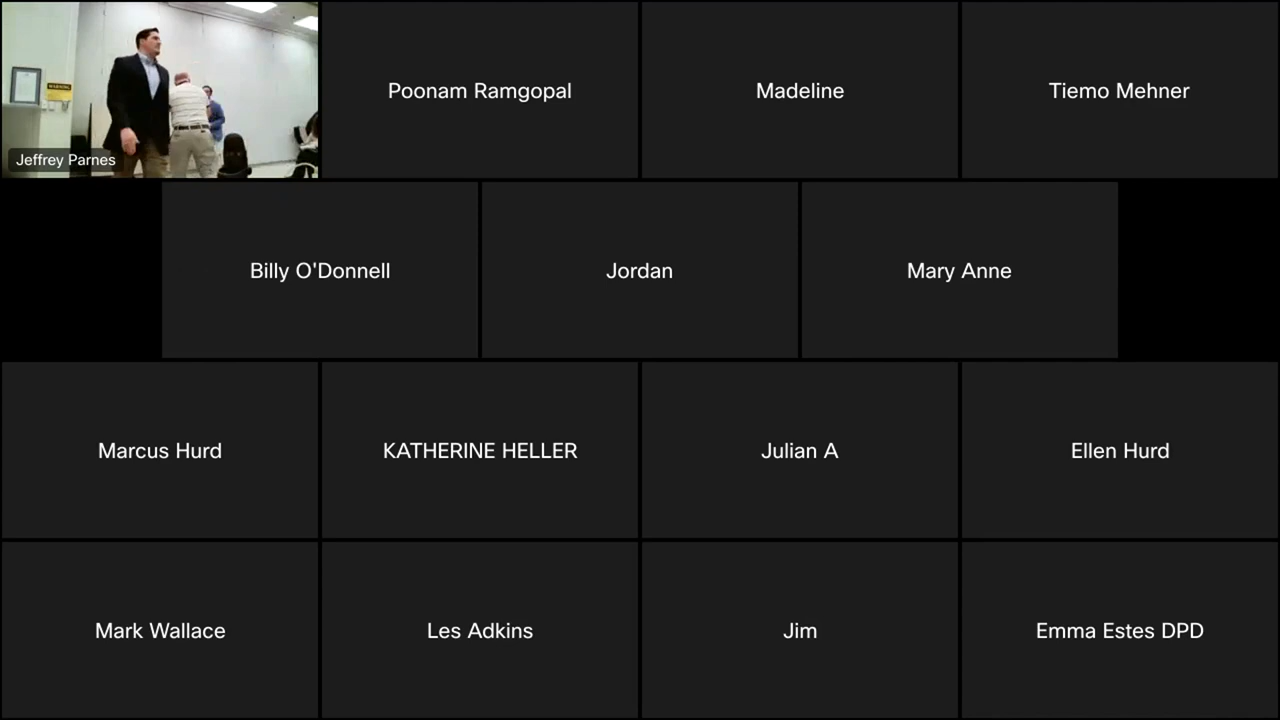 WARNING
Jeffrey Parnes
Poonam Ramgopal
Madeline
Tiemo Mehner
Billy O'Donnell
Jordan
Mary Anne
Marcus Hurd
KATHERINE HELLER
Julian A
Ellen Hurd
Mark Wallace
Les Adkins
Jim
Emma Estes DPD